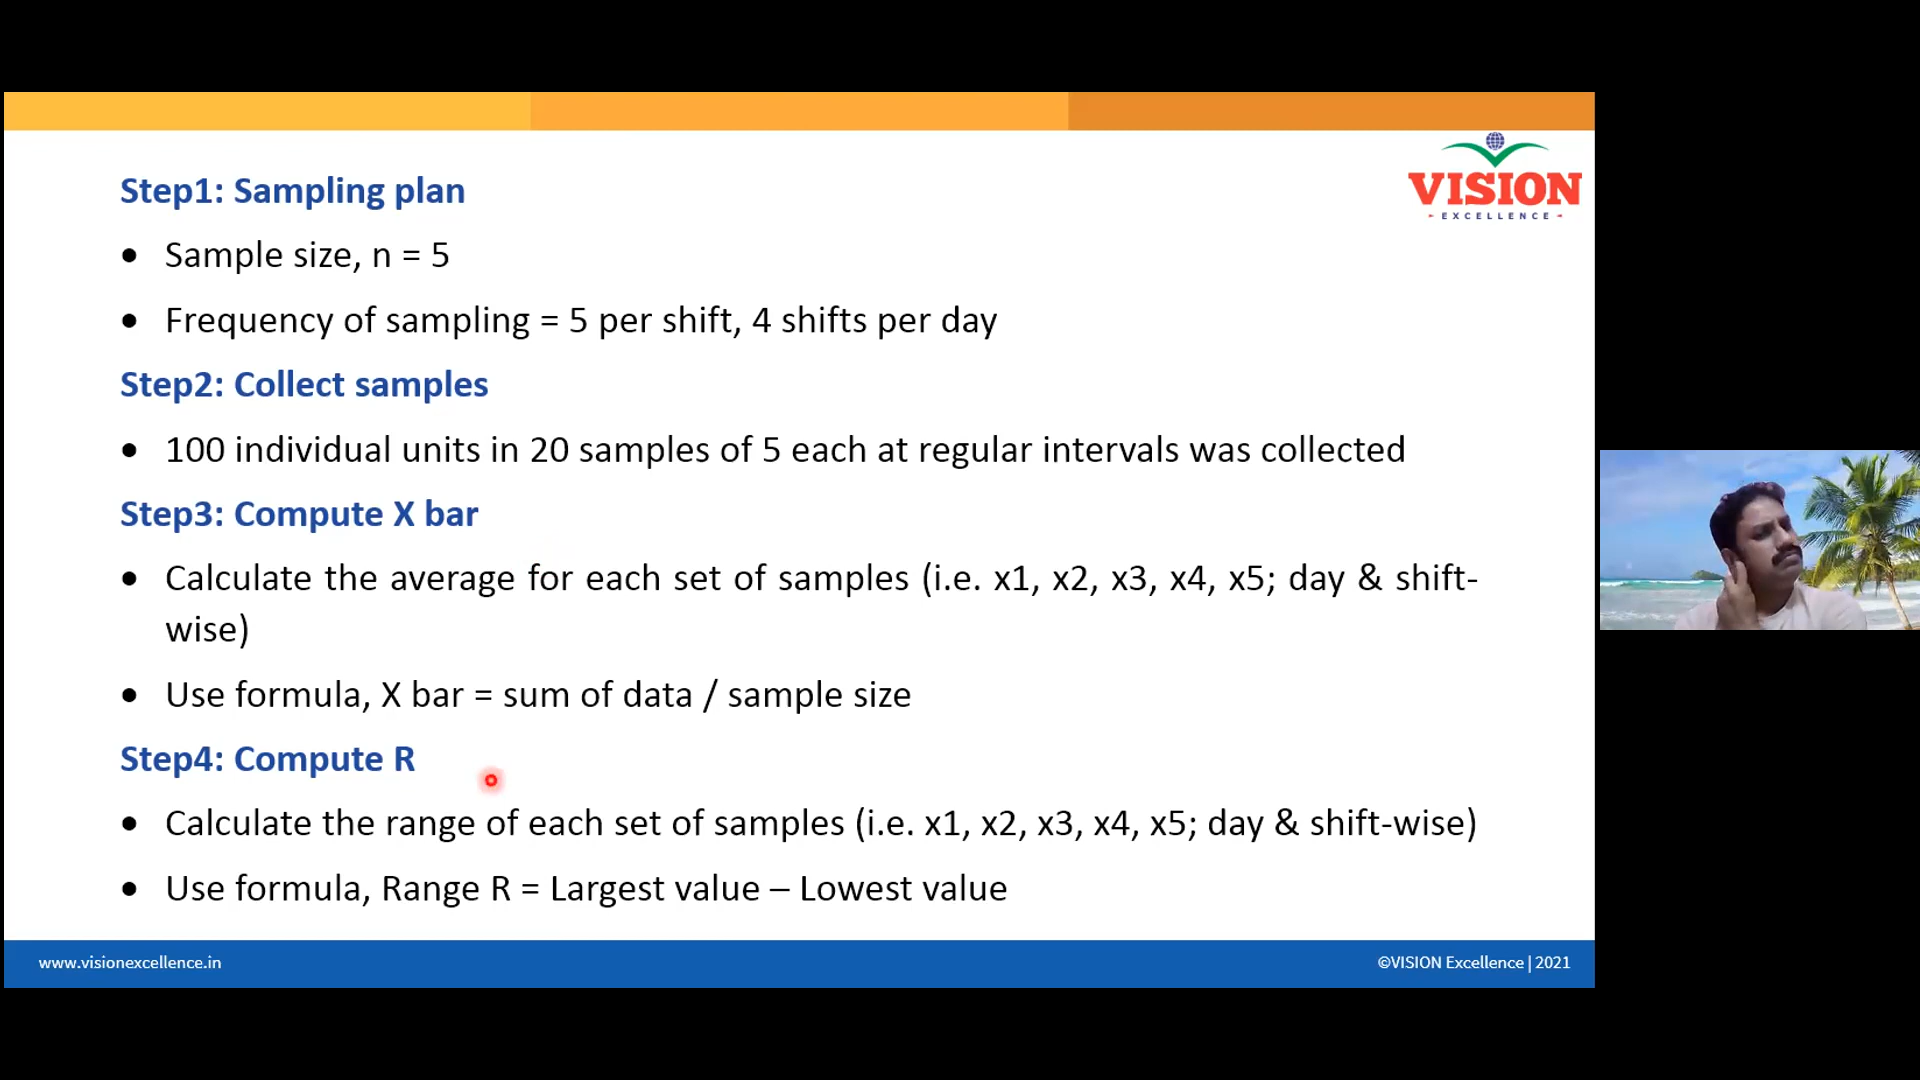 VISION
EXCELLENCE
Step1: Sampling plan
• Sample size, n = 5
• Frequency of sampling = 5 per shift, 4 shifts per day
Step2: Collect samples
• 100 individual units in 20 samples of 5 each at regular intervals was collected
Step3: Compute X bar
• Calculate the average for each set of samples (i.e. x1, x2, x3, x4, x5; day & shift-
wise)
• Use formula, X bar = sum of data / sample size
Step4: Compute R
• Calculate the range of each set of samples (i.e. x1, x2, x3, x4, x5; day & shift-wise)
• Use formula, Range R = Largest value – Lowest value
www.visionexcellence.in
©VISION Excellence | 2021